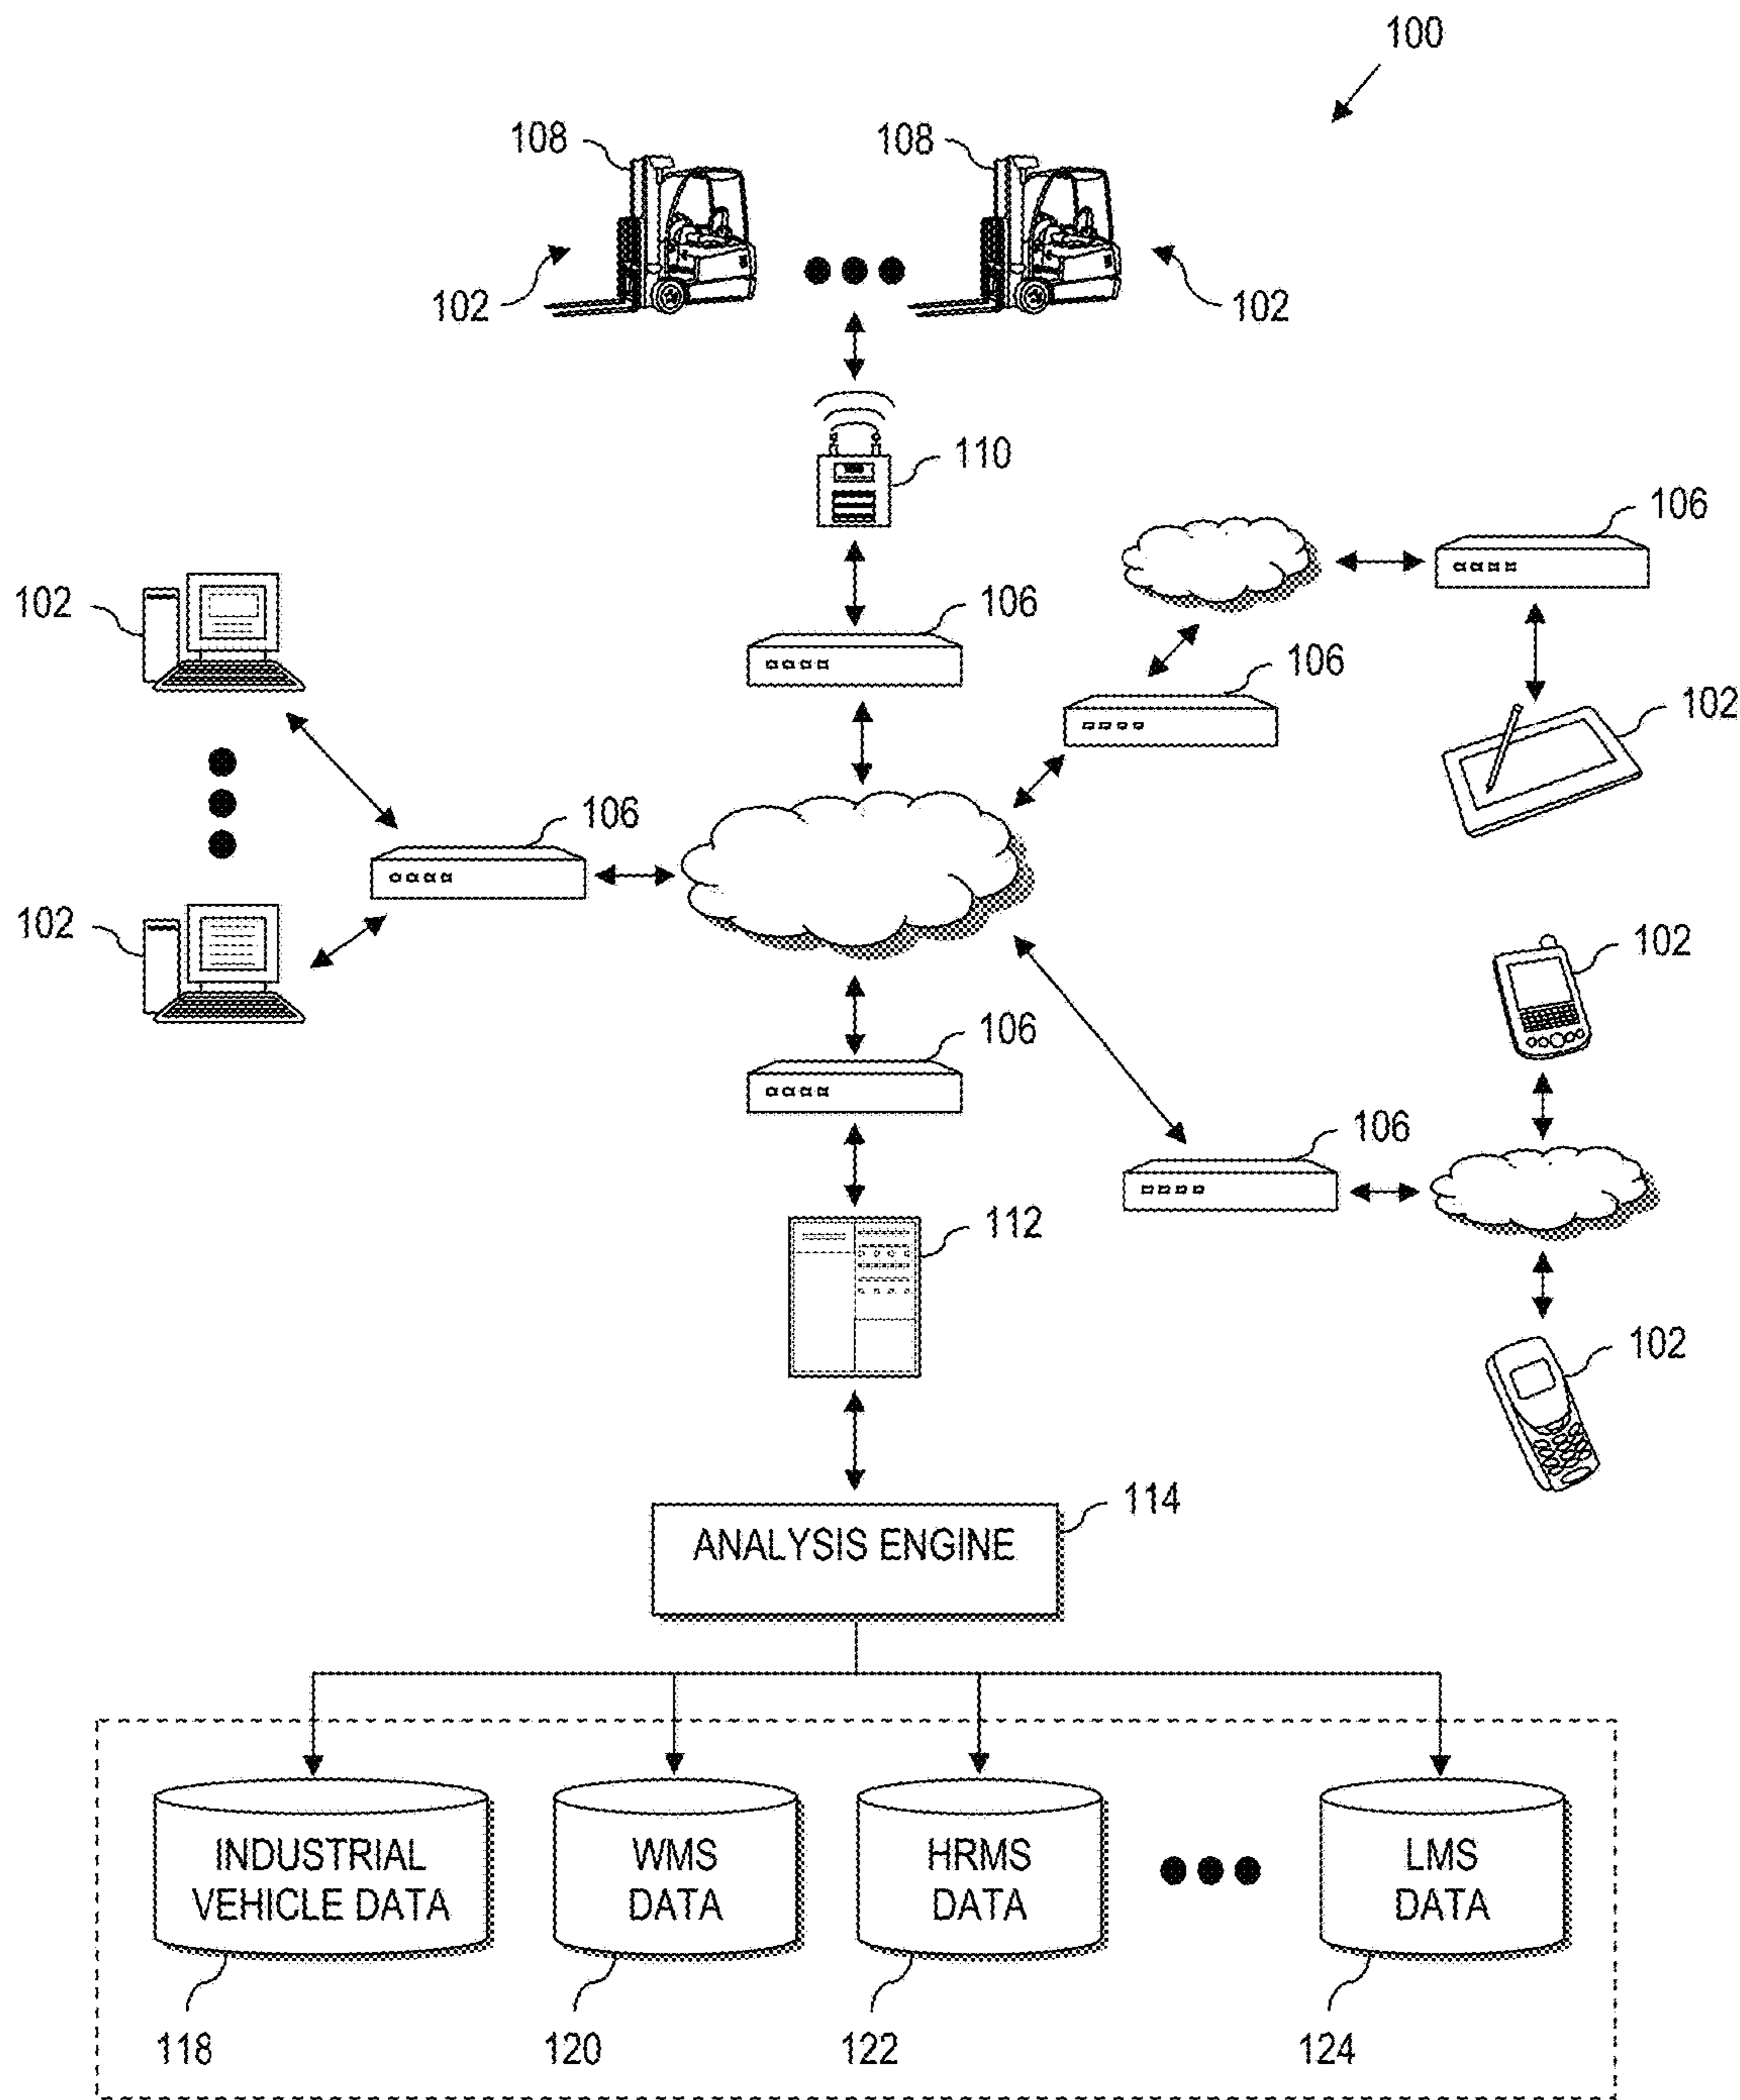 100
108
108
102
102
110
106
102
106
106
102
106
102
102
106
106
112
102
114
ANALYSIS ENGINE
INDUSTRIAL
VEHICLE DATA
WMS
DATA
HRMS
DATA
LMS
DATA
118
120
122
124